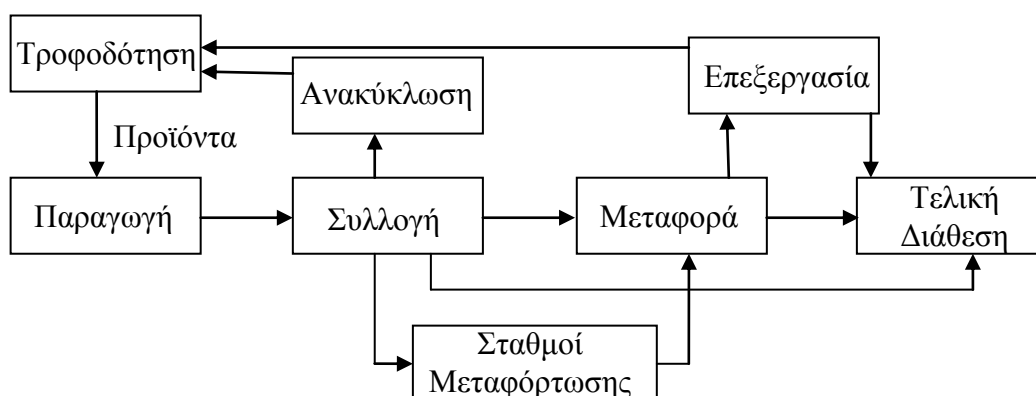 Τροφοδότηση
Επεξεργασία
Ανακύκλωση
Προϊόντα
Παραγωγή
Συλλογή
Μεταφορά
Τελική
Διάθεση
Σταθμοί
Μεταφόρτωσης